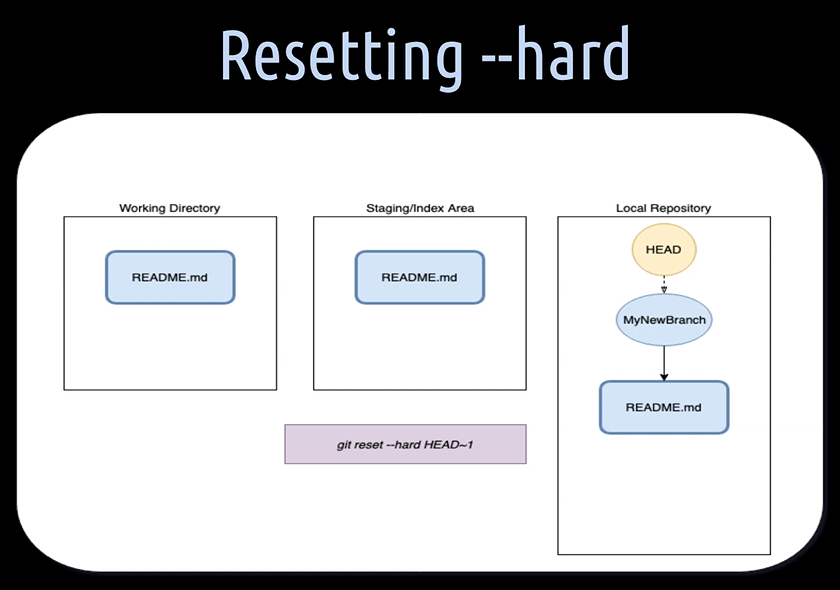 Resetting --hard
Working Directory
Staging/Index Area
Local Repository
README.md
README.md
HEAD
MyNewBranch
README.md
git reset --hard HEAD~1